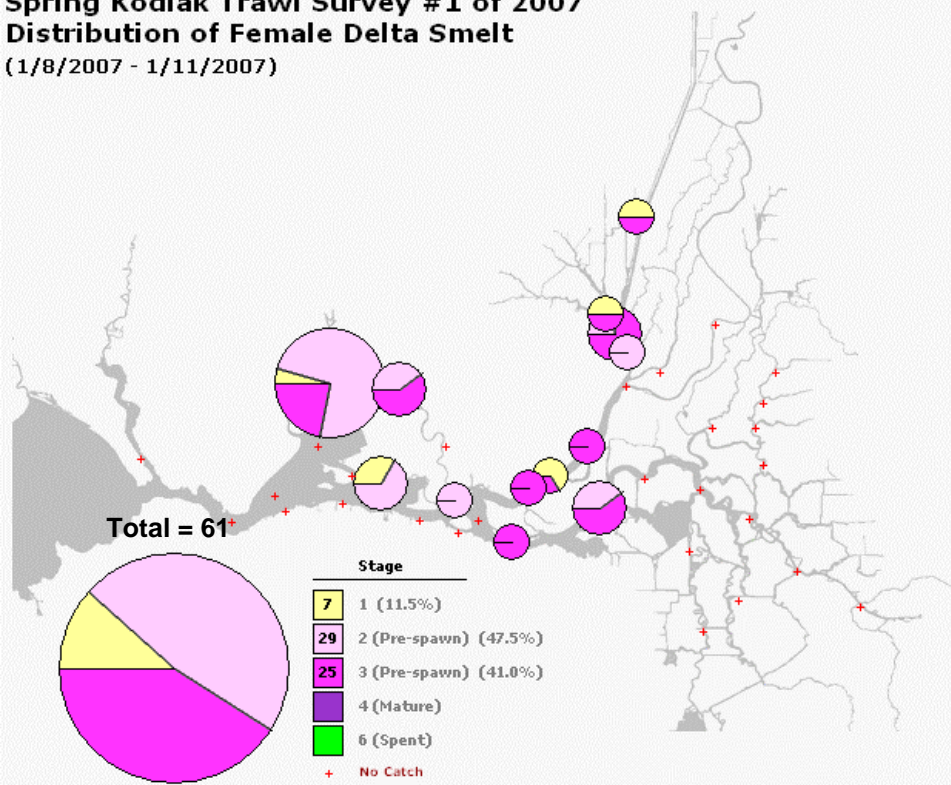 Spring Kodiak Trawl Survey #1 of 2007
Distribution of Female Delta Smelt
(1/8/2007 - 1/11/2007)
Total = 61
Stage
7 1 (11.5%)
29 2 (Pre-spawn) (47.5%)
25 3 (Pre-spawn) (41.0%)
4 (Mature)
6 (Spent)
+ No Catch